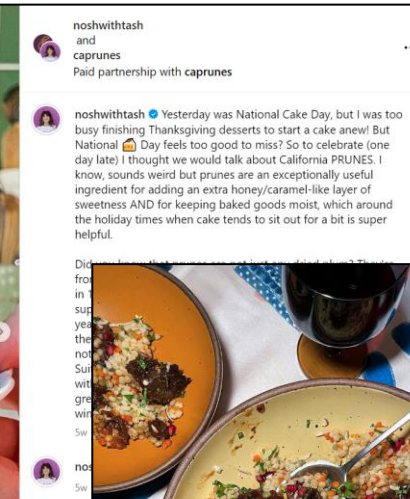 noshwithtash
and
caprunes
Paid partnership with caprunes
noshwithtash Yesterday was National Cake Day, but I was too
busy finishing Thanksgiving desserts to start a cake anew! But
National 🍰 Day feels too good to miss? So to celebrate (one
day late) I thought we would talk about California PRUNES. I
know, sounds weird but prunes are an exceptionally useful
ingredient for adding an extra honey/caramel-like layer of
sweetness AND for keeping baked goods moist, which around
the holiday times when cake tends to sit out for a bit is super
helpful.
Did you know that prunes are not just any dried plum? They're
in 1
sup
yea
the
not
Sui
with
gre
win
5w
nos
5w